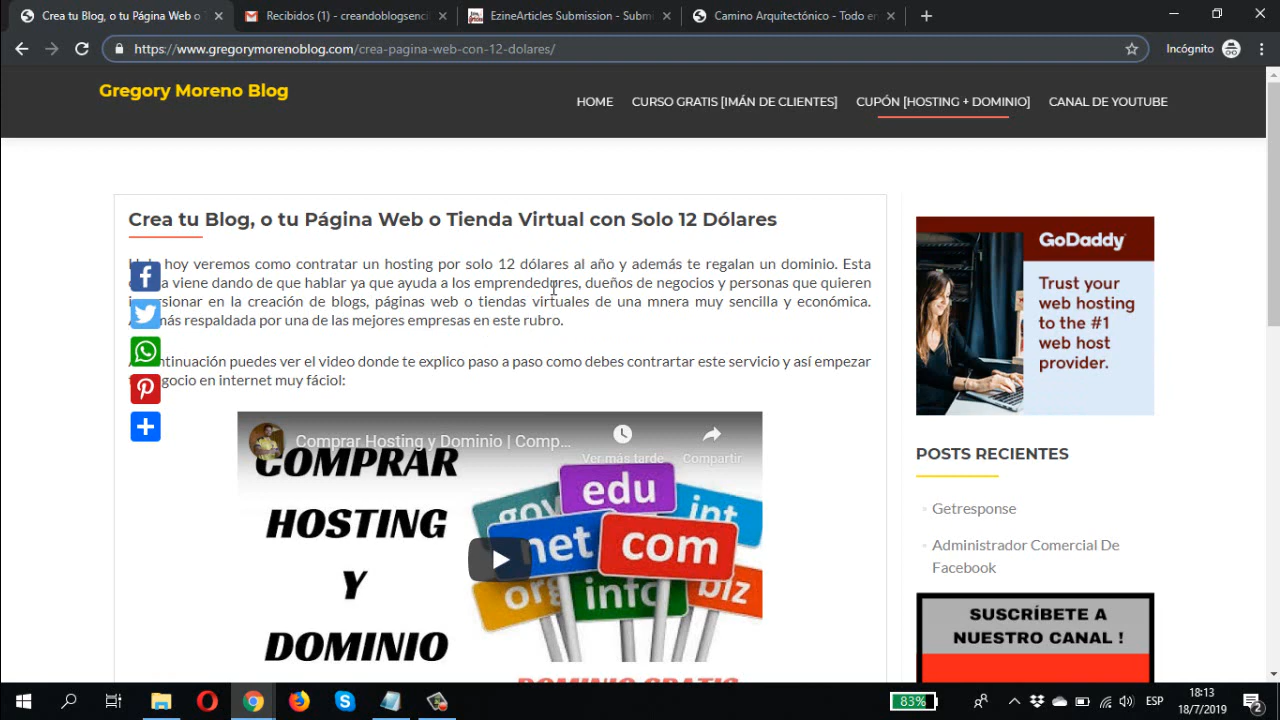 Crea tu Blog, o tu Página Web o
Recibidos (1) - creandoblogsenci
EzineArticles Submission - Submi
Camino Arquitectónico - Todo en
https://www.gregorymorenoblog.com/crea-pagina-web-con-12-dolares/
Incógnito
Gregory Moreno Blog
HOME
CURSO GRATIS [IMÁN DE CLIENTES]
CUPÓN [HOSTING + DOMINIO]
CANAL DE YOUTUBE
Crea tu Blog, o tu Página Web o Tienda Virtual con Solo 12 Dólares
hoy veremos cómo contratar un hosting por solo 12 dólares al año y además te regalan un dominio. Esta
viene dando de que hablar ya que ayuda a los emprendedores, dueños de negocios y personas que quieren
en la creación de blogs, páginas web o tiendas virtuales de una mnera muy sencilla y económica.
respaldada por una de las mejores empresas en este rubro.
puedes ver el video donde te explico paso a paso como debes contrartar este servicio y así empezar
en internet muy fáciol:
Comprar Hosting y Dominio | Comp...
Ver más tarde
Compartir
COMPRAR
HOSTING
Y
DOMINIO
DOMINIO GRATIS
gov
edu
int
net
com
org
info
biz
GoDaddy
Trust your
web hosting
to the #1
web host
provider.
POSTS RECIENTES
Getresponse
Administrador Comercial De
Facebook
SUSCRÍBETE A
NUESTRO CANAL !
83%
ESP
18:13
18/7/2019
2